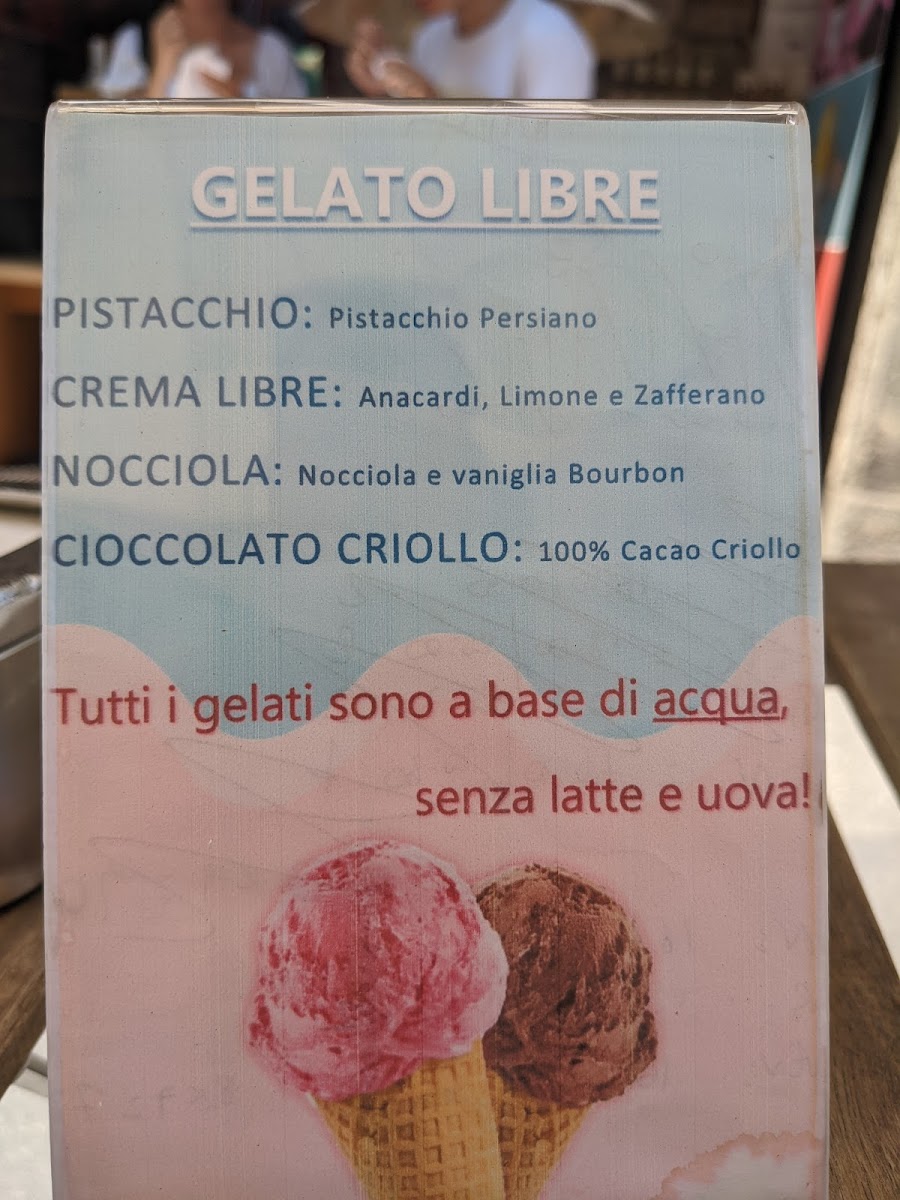 GELATO LIBRE
PISTACCHIO: Pistacchio Persiano
CREMA LIBRE: Anacardi, Limone e Zafferano
NOCCIOLA: Nocciola e vaniglia Bourbon
CIOCCOLATO CRIOLLO: 100% Cacao Criollo
Tutti i gelati sono a base di acqua,
senza latte e uova!